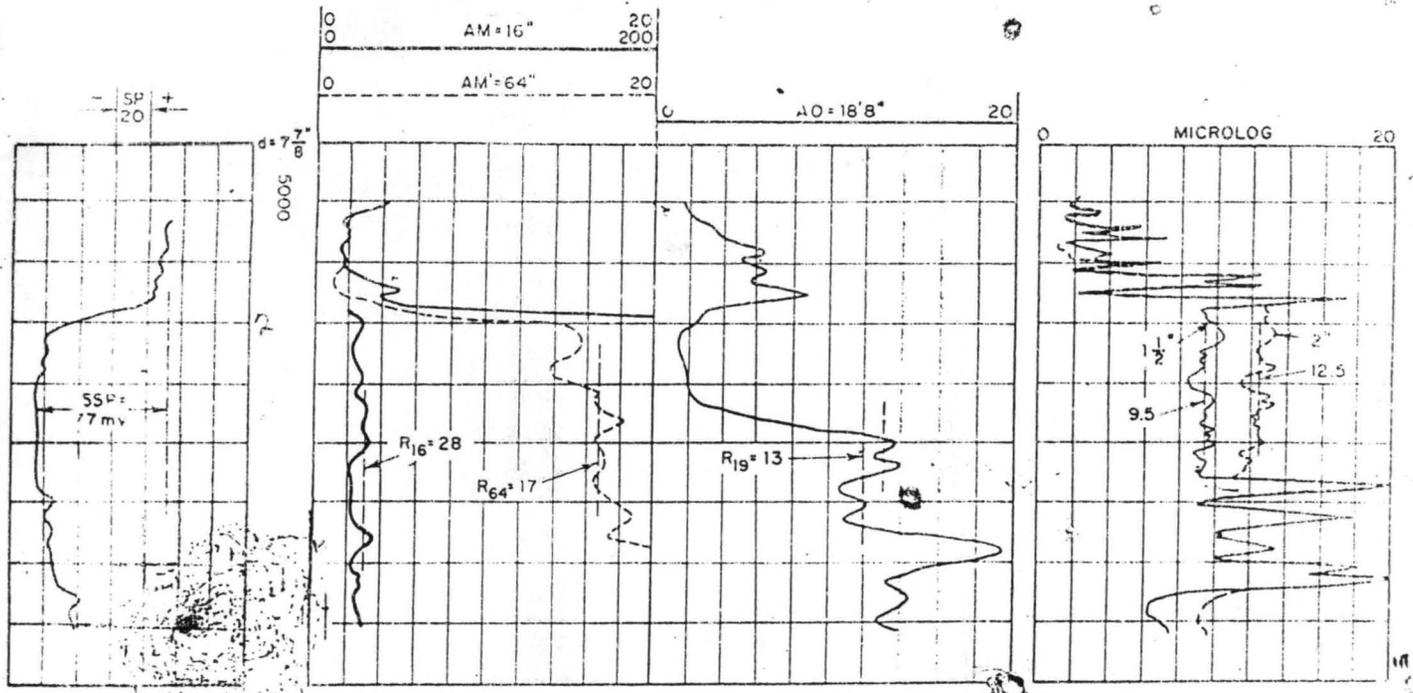 0 AM=16" 20
0 200
0 AM'=64" 20
- SP +
20
0 AO=18'8" 20
0 MICROLOG 20
d=7 7/8"
5000
1 1/2"
2"
12.5
9.5
SSP=
77 mv
R16=28
R64=17
R19=13